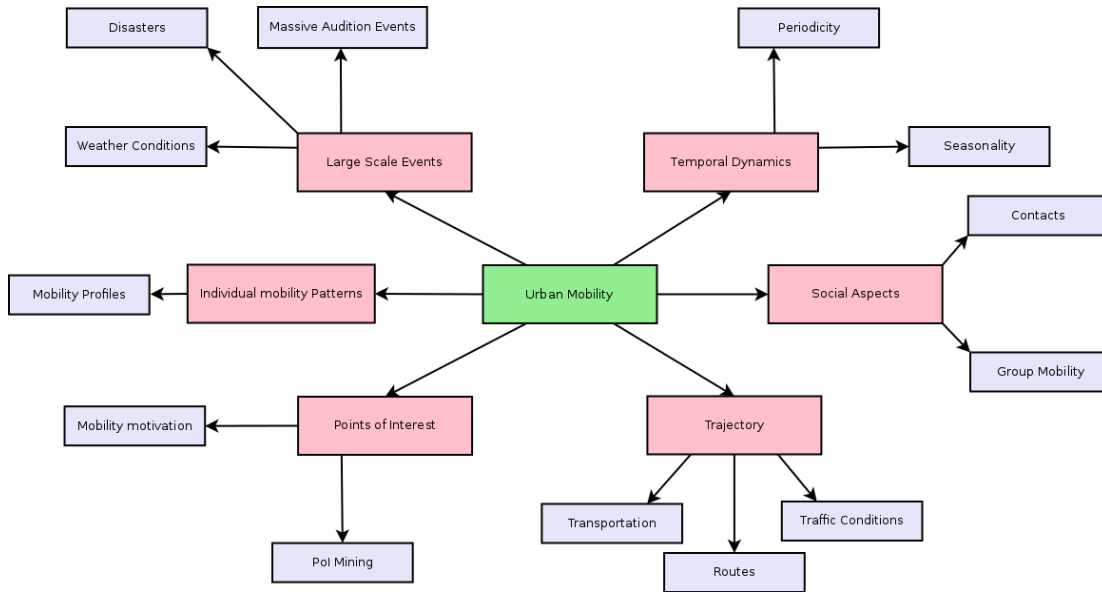 Disasters
Massive Audition Events
Periodicity
Weather Conditions
Large Scale Events
Temporal Dynamics
Seasonality
Contacts
Mobility Profiles
Individual mobility Patterns
Urban Mobility
Social Aspects
Group Mobility
Mobility motivation
Points of Interest
Trajectory
Transportation
Traffic Conditions
PoI Mining
Routes